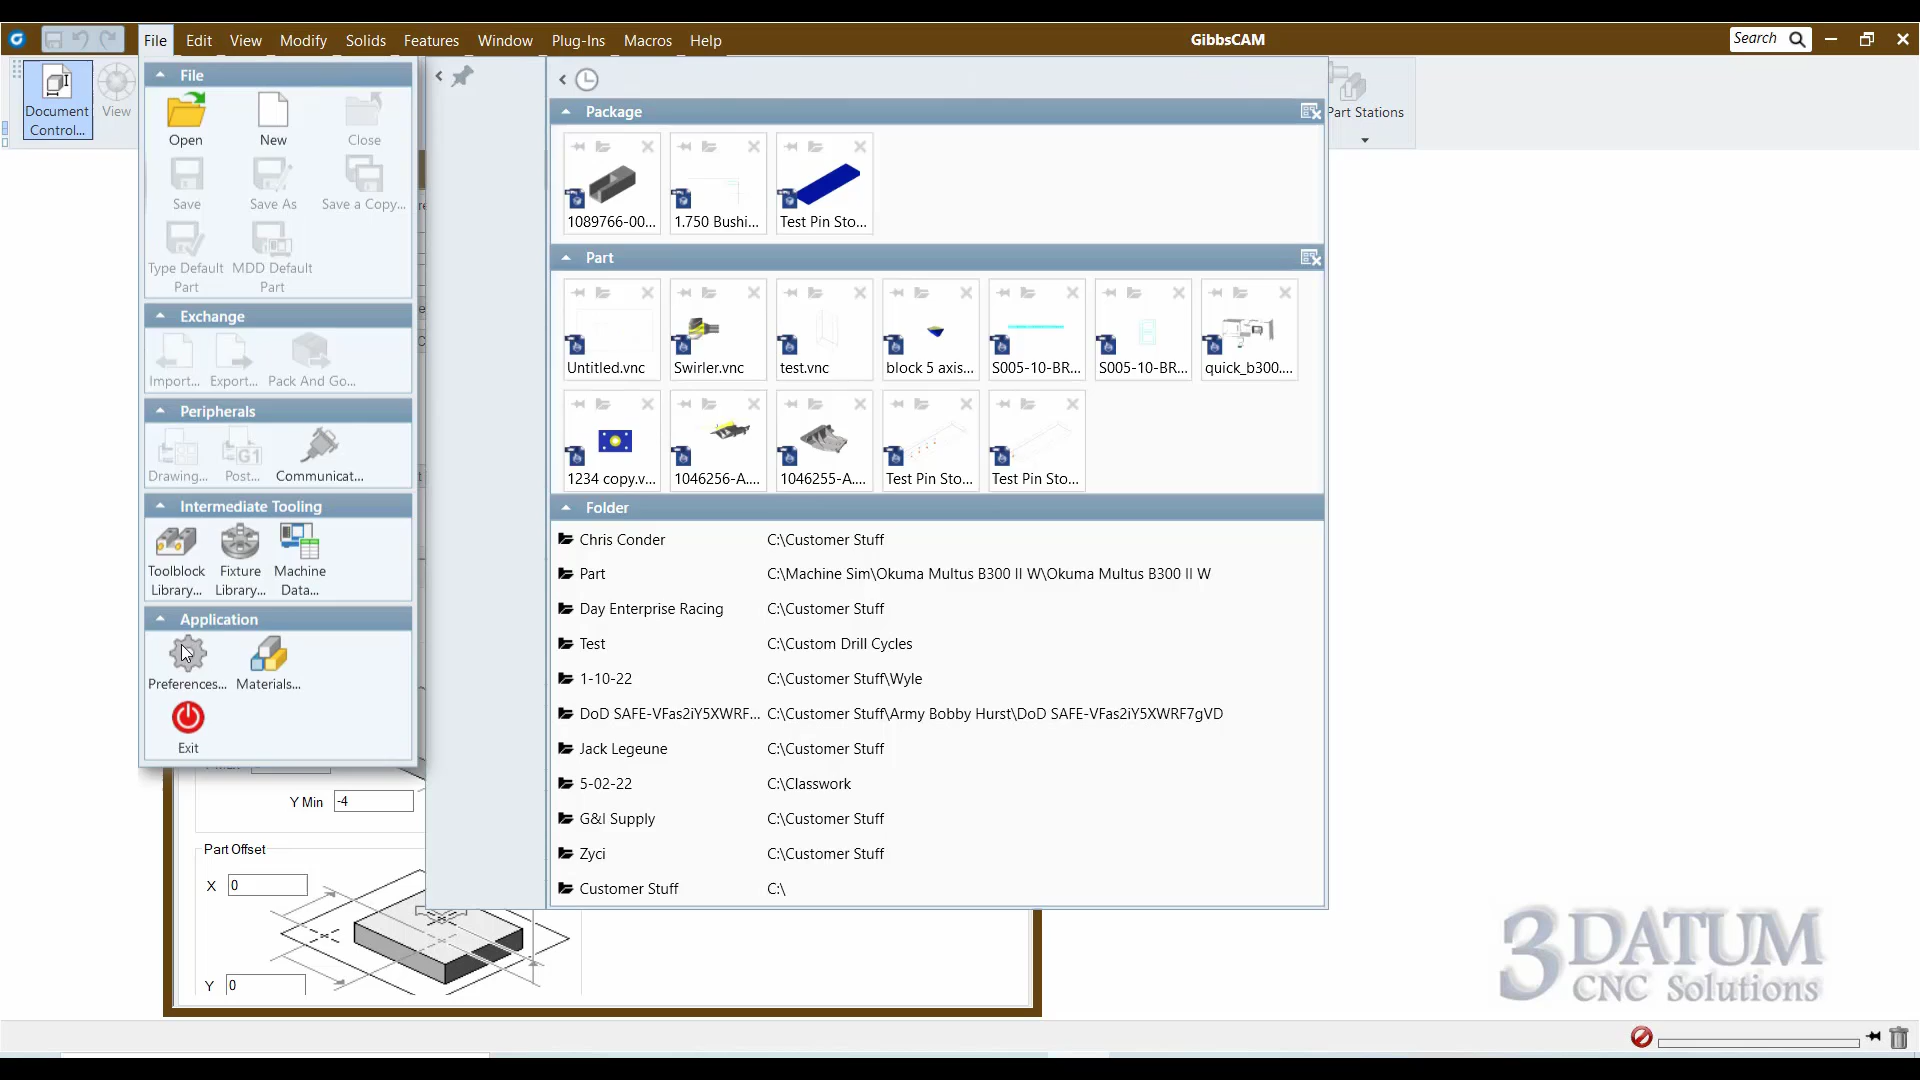 File Edit View Modify Solids Features Window Plug-Ins Macros Help
GibbsCAM
Search
Document
Control...
View
File
Open New Close
Save Save As Save a Copy...
Type Default
Part
MDD Default
Part
Exchange
Import... Export... Pack And Go...
Peripherals
Drawing... Post... Communicat...
G1
Intermediate Tooling
Toolblock
Library...
Fixture
Library...
Machine
Data...
Application
Preferences... Materials...
Exit
Package
1089766-00... 1.750 Bushi... Test Pin Sto...
Part
Untitled.vnc Swirler.vnc test.vnc block 5 axis... S005-10-BR... S005-10-BR... quick_b300....
1234 copy.v... 1046256-A.... 1046255-A.... Test Pin Sto... Test Pin Sto...
Folder
Chris Conder C:\Customer Stuff
Part C:\Machine Sim\Okuma Multus B300 II W\Okuma Multus B300 II W
Day Enterprise Racing C:\Customer Stuff
Test C:\Custom Drill Cycles
1-10-22 C:\Customer Stuff\Wyle
DoD SAFE-VFas2iY5XWRF... C:\Customer Stuff\Army Bobby Hurst\DoD SAFE-VFas2iY5XWRF7gVD
Jack Legeune C:\Customer Stuff
5-02-22 C:\Classwork
G&I Supply C:\Customer Stuff
Zyci C:\Customer Stuff
Customer Stuff C:\
Part Stations
Y Min -4
Part Offset
X 0
Y 0
3DATUM
CNC Solutions